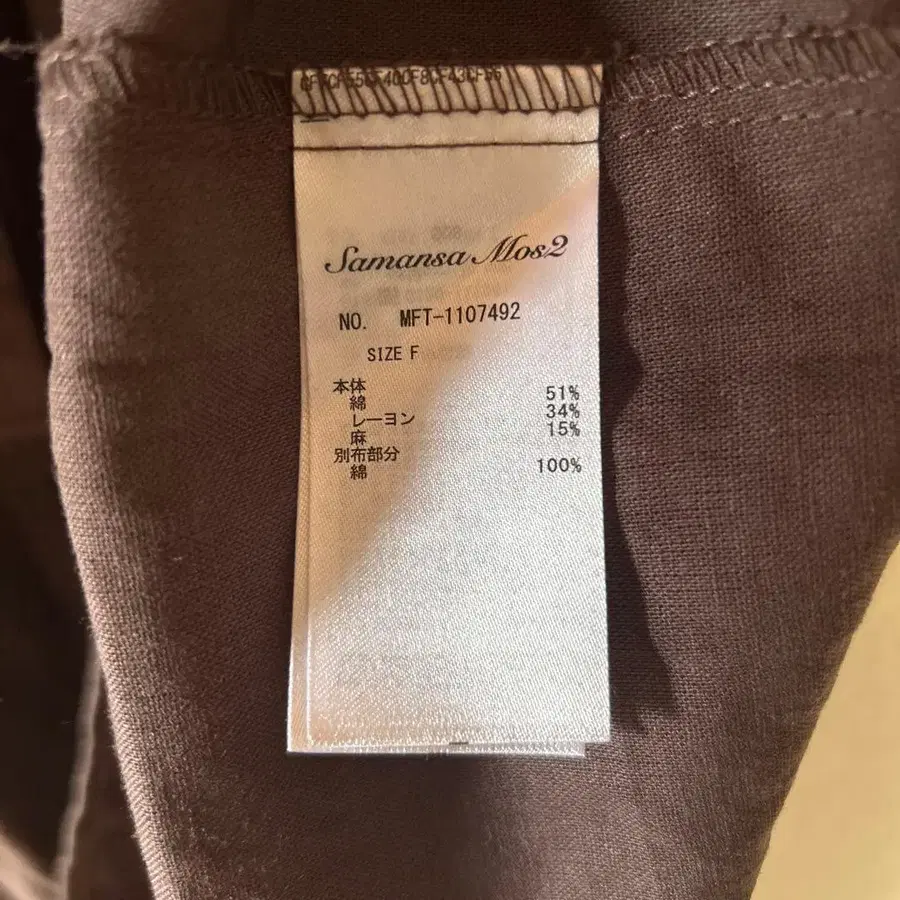 Samansa Mos2
NO. MFT-1107492
SIZE F
本体
綿 51%
レーヨン 34%
麻 15%
別布部分
綿 100%